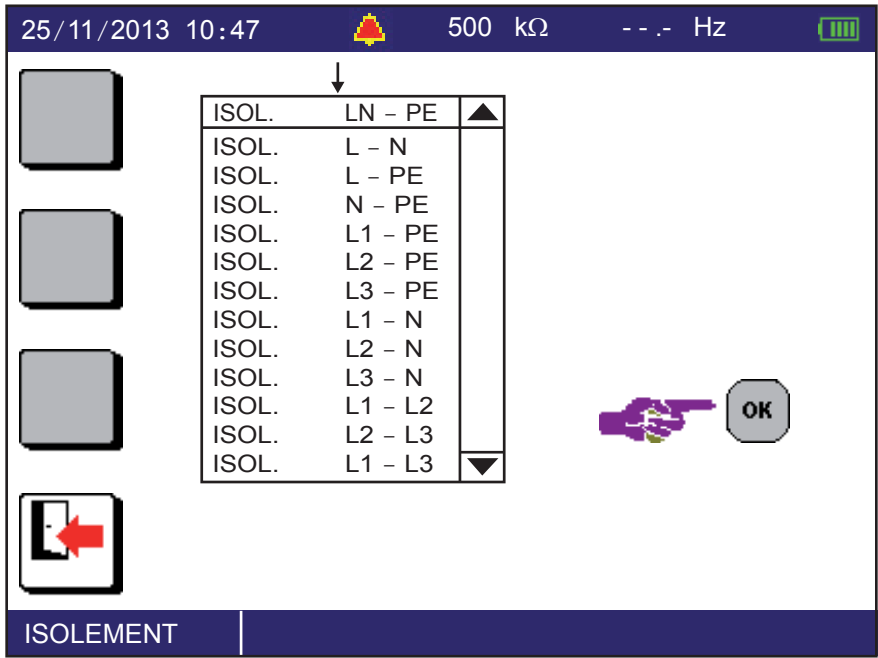 25/11/2013 10:47 500 kΩ - - .- Hz
ISOL. LN – PE
ISOL. L – N
ISOL. L – PE
ISOL. N – PE
ISOL. L1 – PE
ISOL. L2 – PE
ISOL. L3 – PE
ISOL. L1 – N
ISOL. L2 – N
ISOL. L3 – N
ISOL. L1 – L2
ISOL. L2 – L3
ISOL. L1 – L3
OK
ISOLEMENT